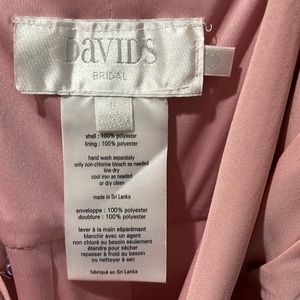 DAVID'S
BRIDAL
6
shell : 100% polyester
lining : 100% polyester
hand wash separately
only non-chlorine bleach as needed
line dry
cool iron as needed
or dry clean
made in Sri Lanka
enveloppe : 100% polyester
doublure : 100% polyester
laver à la main séparément
blanchir avec un agent
non chloré au besoin seulement
étendre pour sécher
repasser à froid au besoin
ou nettoyer à sec
fabriqué en Sri Lanka